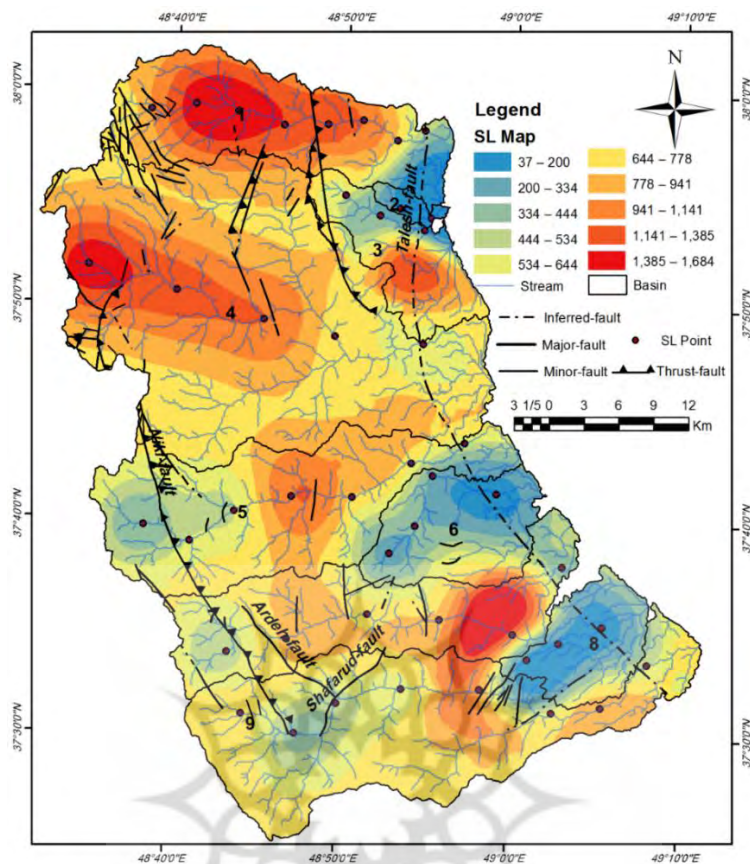 48°40'0"E
48°50'0"E
49°0'0"E
49°10'0"E
N
38°0'0"N
38°0'0"N
Legend
SL Map
37 – 200
644 – 778
200 – 334
778 – 941
334 – 444
941 – 1,141
444 – 534
1,141 – 1,385
534 – 644
1,385 – 1,684
Stream
Basin
Inferred-fault
Major-fault
SL Point
Minor-fault
Thrust-fault
3 1/5 0
3
6
9
12
Km
1
2
Talesh-fault
3
4
37°50'0"N
37°50'0"N
5
6
37°40'0"N
37°40'0"N
7
Ardeh-fault
Shafarud-fault
8
9
37°30'0"N
37°30'0"N
48°40'0"E
48°50'0"E
49°0'0"E
49°10'0"E